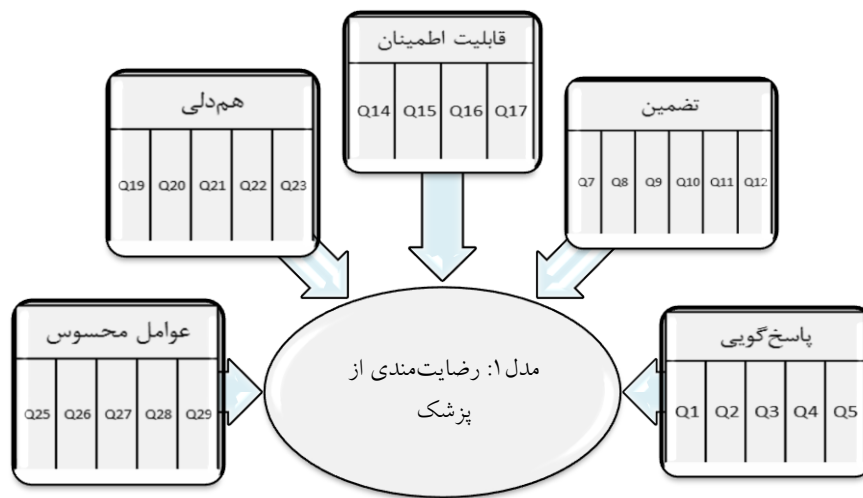 قابلیت اطمینان
Q14 Q15 Q16 Q17
هم‌دلی
Q19 Q20 Q21 Q22 Q23
تضمین
Q7 Q8 Q9 Q10 Q11 Q12
عوامل محسوس
Q25 Q26 Q27 Q28 Q29
پاسخ‌گویی
Q1 Q2 Q3 Q4 Q5
مدل ۱: رضایت‌مندی از
پزشک